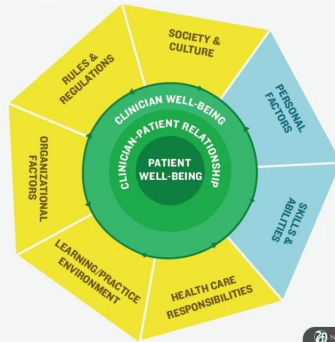 SOCIETY &
CULTURE
PERSONAL
FACTORS
SKILLS &
ABILITIES
HEALTH CARE
RESPONSIBILITIES
LEARNING/PRACTICE
ENVIRONMENT
ORGANIZATIONAL
FACTORS
RULES &
REGULATIONS
CLINICIAN WELL-BEING
CLINICIAN-PATIENT RELATIONSHIP
PATIENT
WELL-BEING